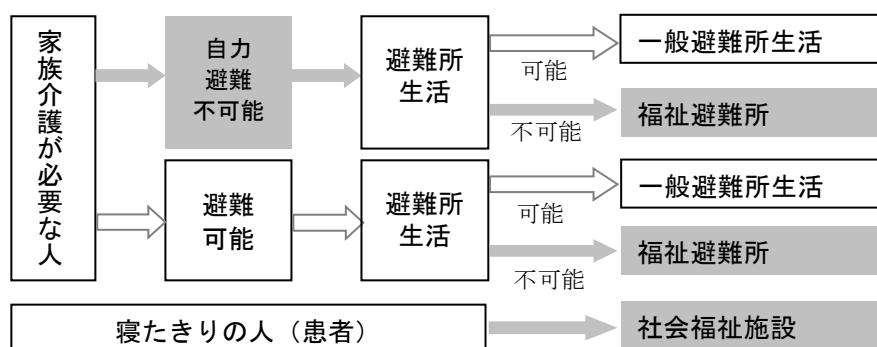 家族介護が必要な人
自力
避難
不可能
避難所
生活
可能
一般避難所生活
不可能
福祉避難所
避難
可能
避難所
生活
可能
一般避難所生活
不可能
福祉避難所
寝たきりの人（患者）
社会福祉施設